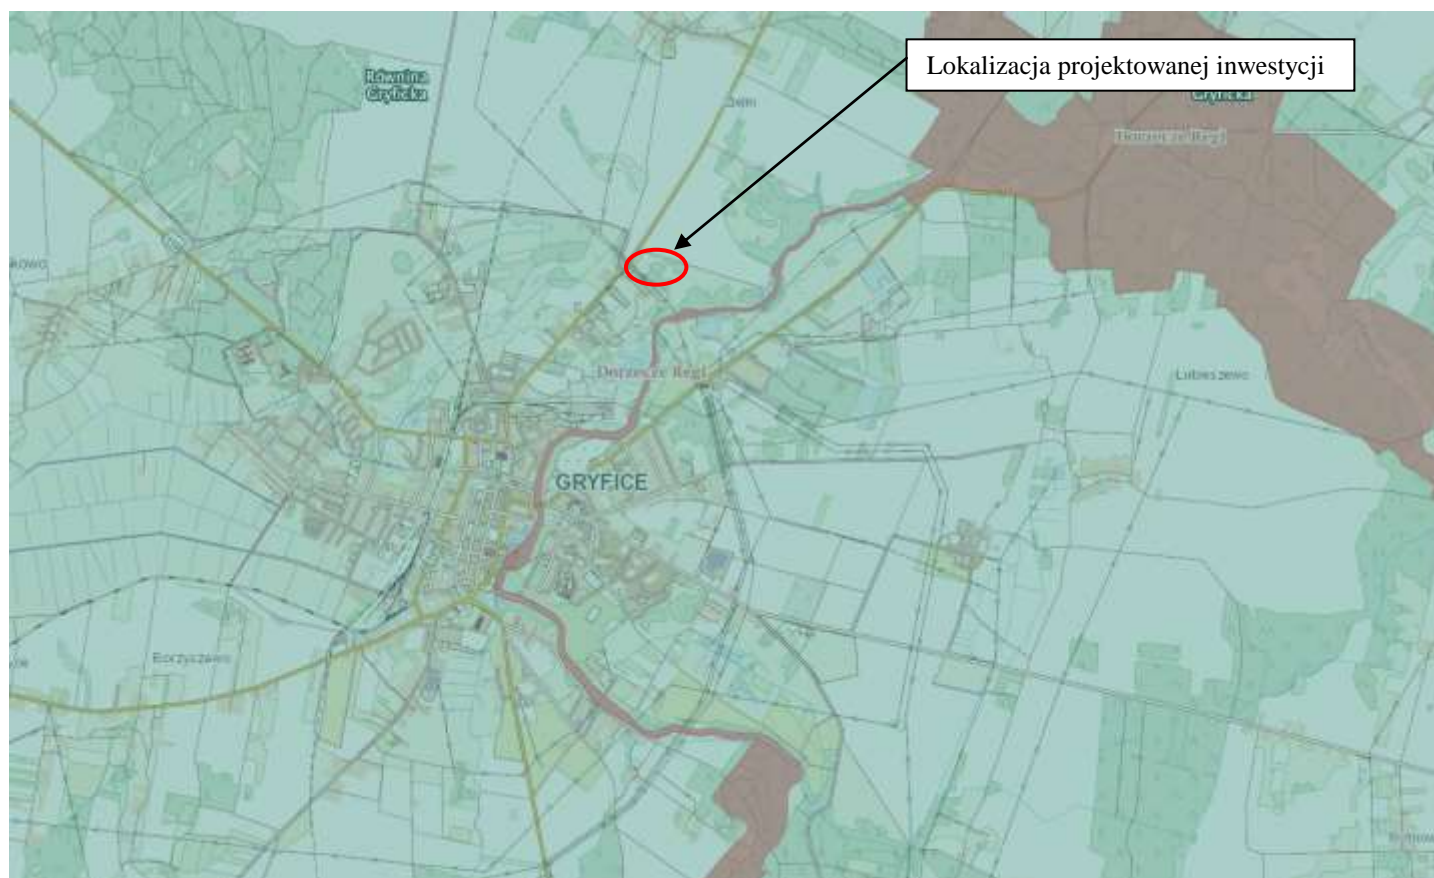 Lokalizacja projektowanej inwestycji
Równina
Gryficka
Gryficka
Dorzecze Regi
Lubieszewo
Dorzecze Regi
GRYFICE
Borzyszewo